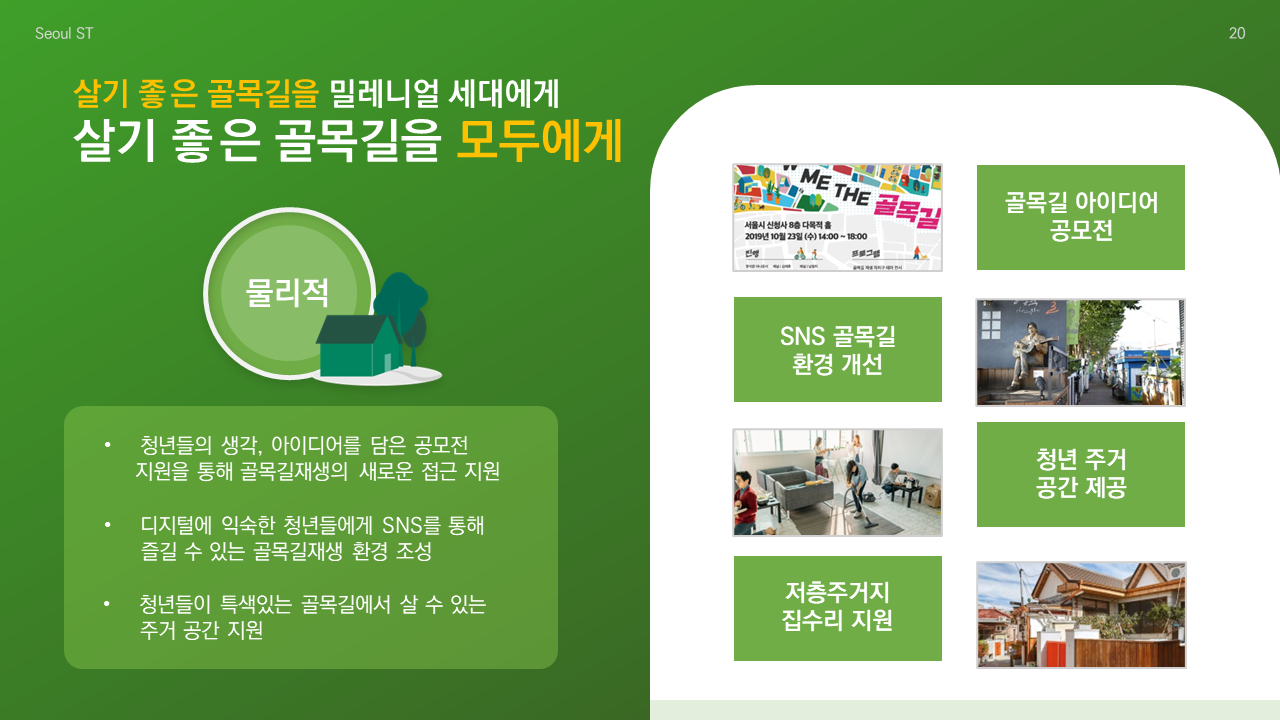 Seoul ST
20
살기 좋은 골목길을 밀레니얼 세대에게
살기 좋은 골목길을 모두에게
물리적
• 청년들의 생각, 아이디어를 담은 공모전
지원을 통해 골목길재생의 새로운 접근 지원
• 디지털에 익숙한 청년들에게 SNS를 통해
즐길 수 있는 골목길재생 환경 조성
• 청년들이 특색있는 골목길에서 살 수 있는
주거 공간 지원
ME THE 골목길
서울시 신청사 8층 다목적 홀
2019년 10월 23일 (수) 14:00 ~ 18:00
진행
프로그램
골목길 아이디어
공모전
SNS 골목길
환경 개선
청년 주거
공간 제공
저층주거지
집수리 지원